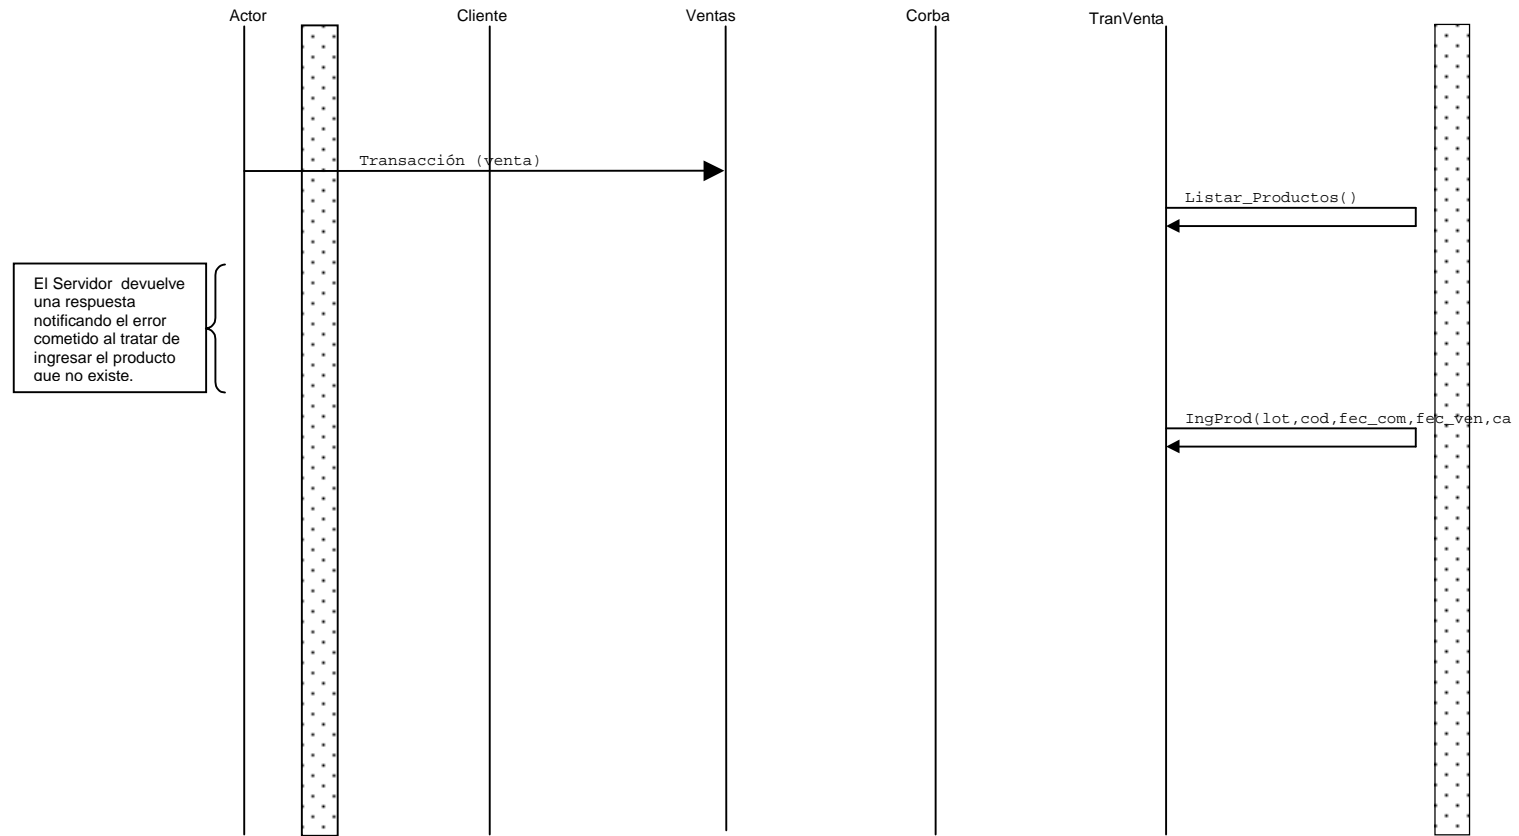 Actor
Cliente
Ventas
Corba
TranVenta
Transacción (venta)
Listar_Productos()
El Servidor devuelve
una respuesta
notificando el error
cometido al tratar de
ingresar el producto
que no existe.
IngProd(lot,cod,fec_com,fec_ven,ca